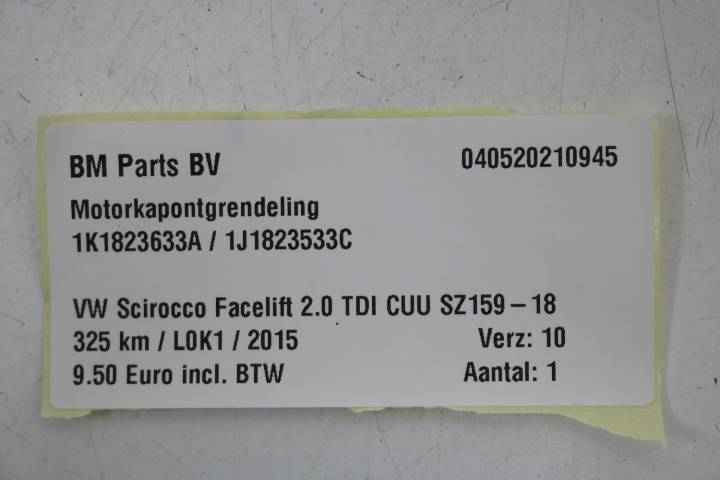 BM Parts BV 040520210945
Motorkapontgrendeling
1K1823633A / 1J1823533C
VW Scirocco Facelift 2.0 TDI CUU SZ159-18
325 km / L0K1 / 2015 Verz: 10
9.50 Euro incl. BTW Aantal: 1